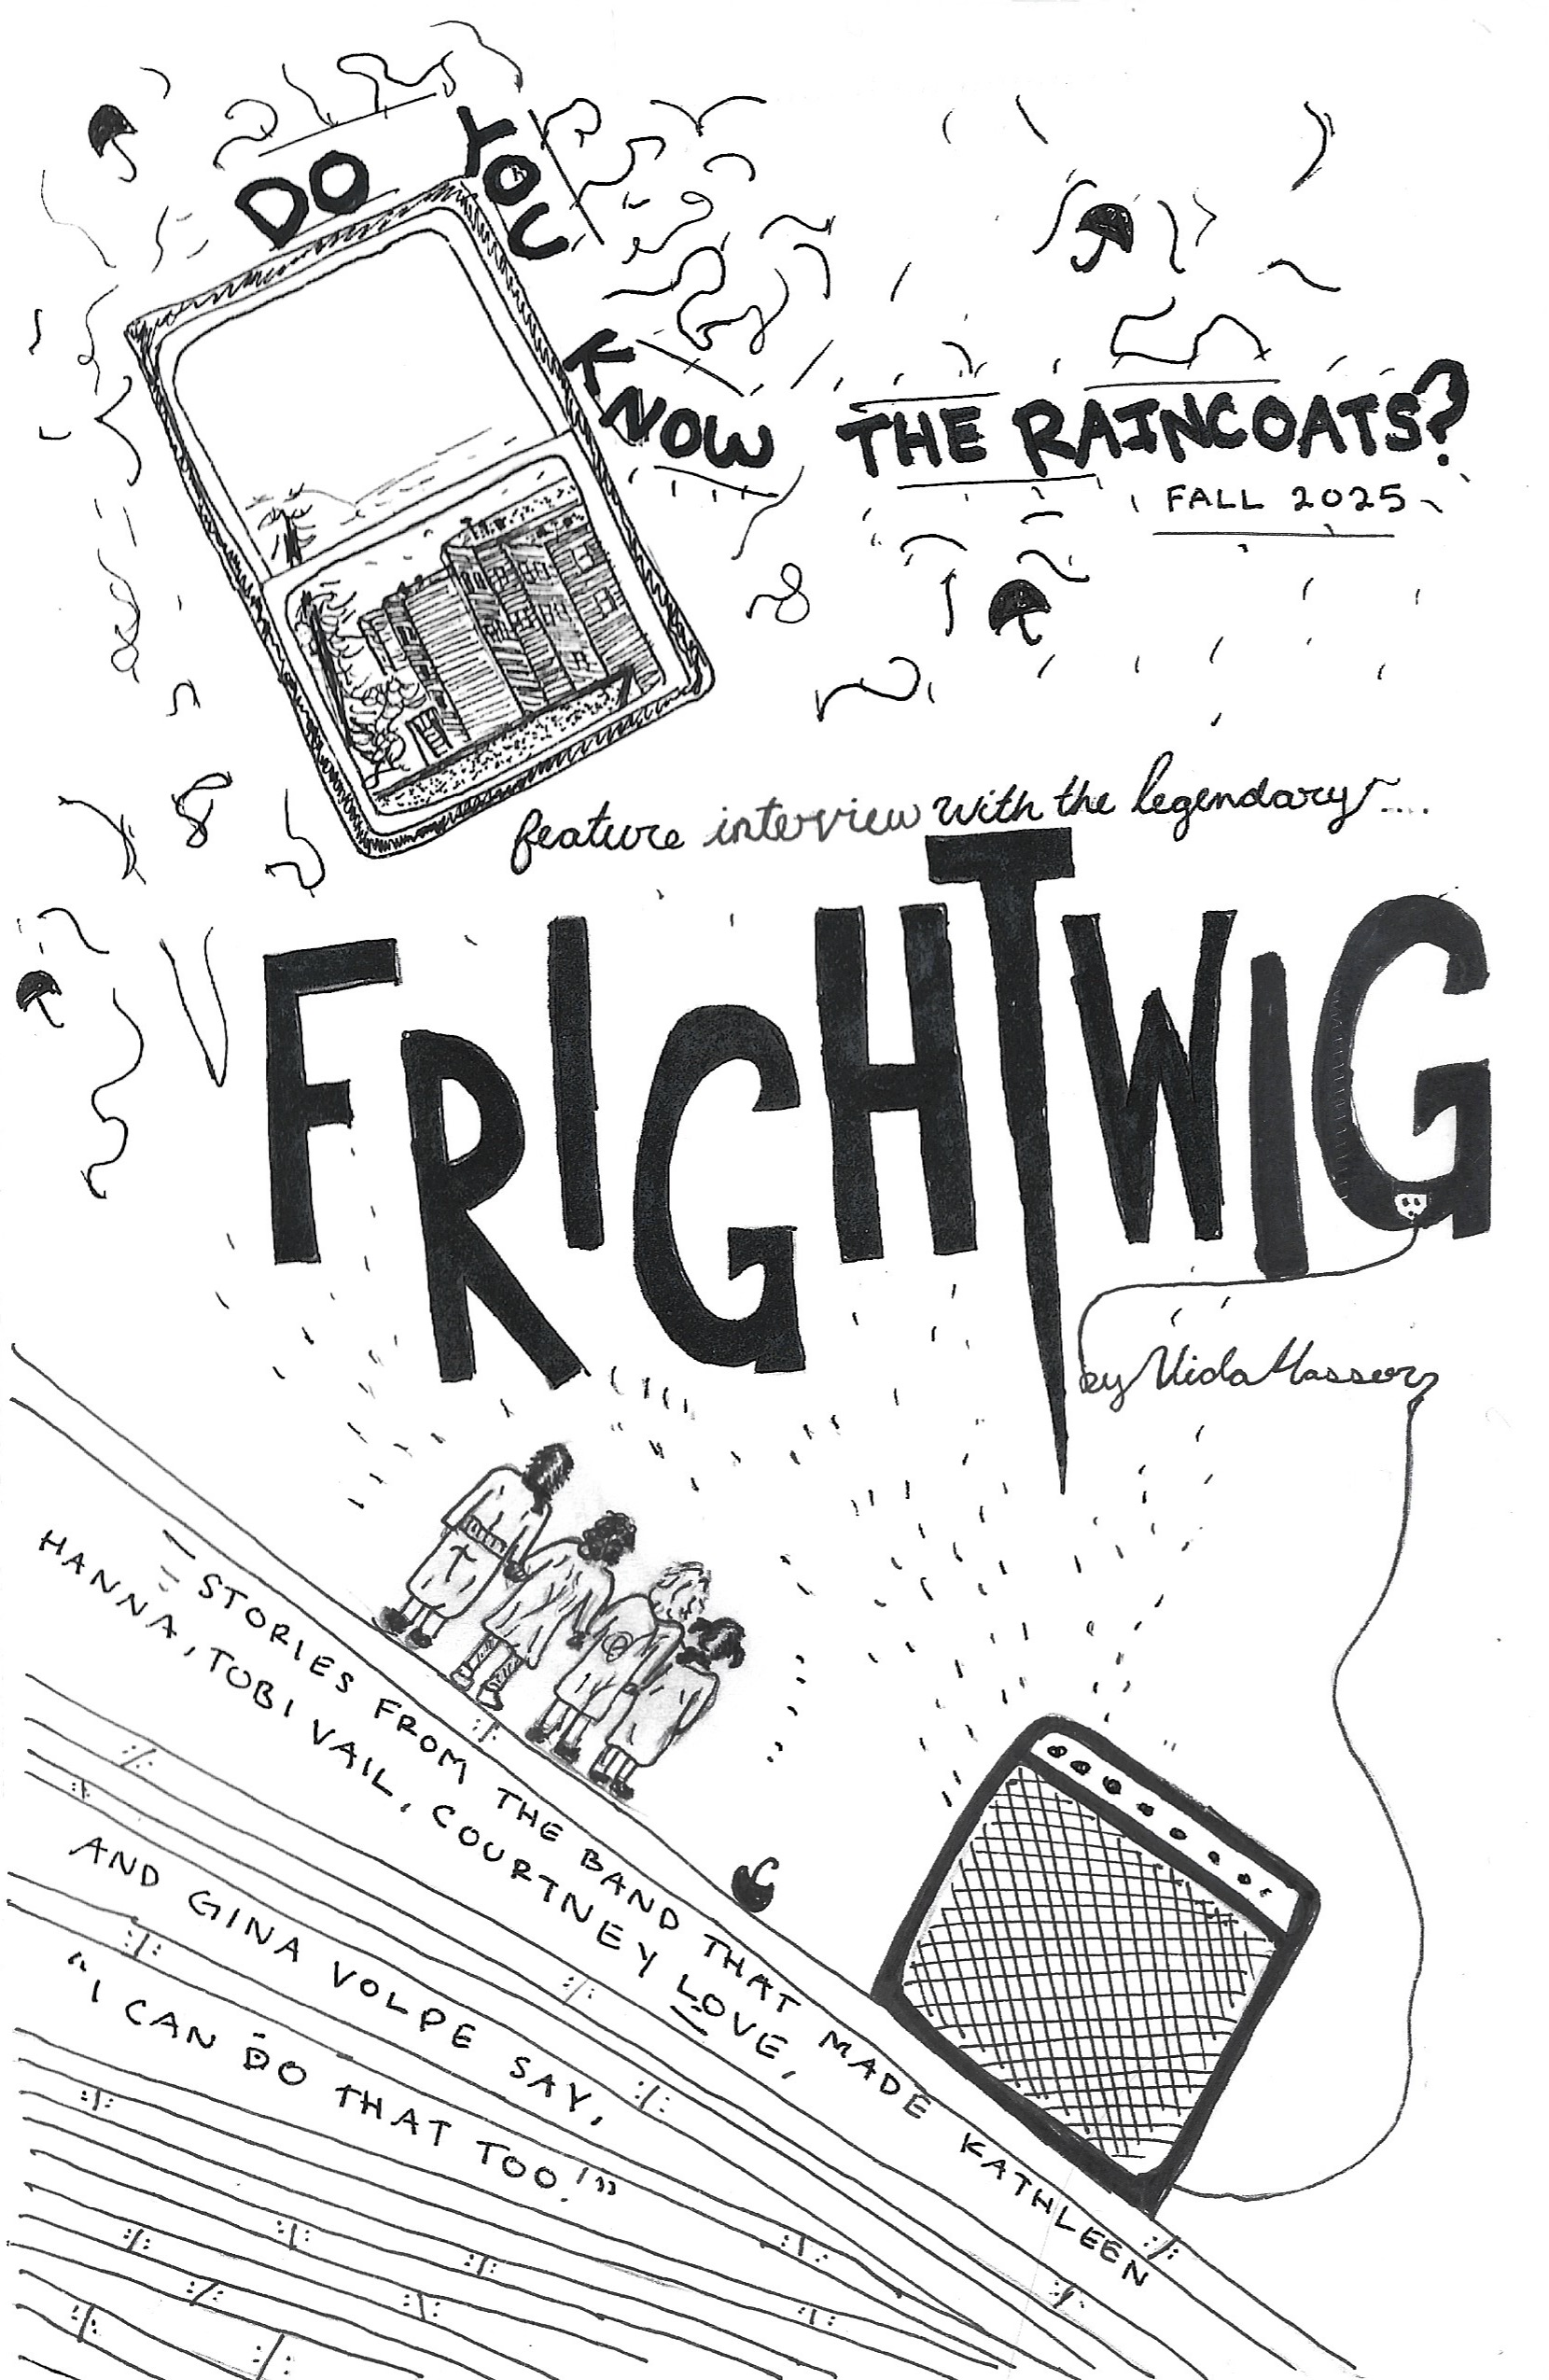 DO YOU KNOW THE RAINCOATS?
FALL 2025
feature interview with the legendary....
FRIGHTWIG
by Vida Hasson
STORIES FROM THE BAND THAT MADE KATHLEEN
HANNA, TOBI VAIL, COURTNEY LOVE,
AND GINA VOLPE SAY,
"I CAN DO THAT TOO!"